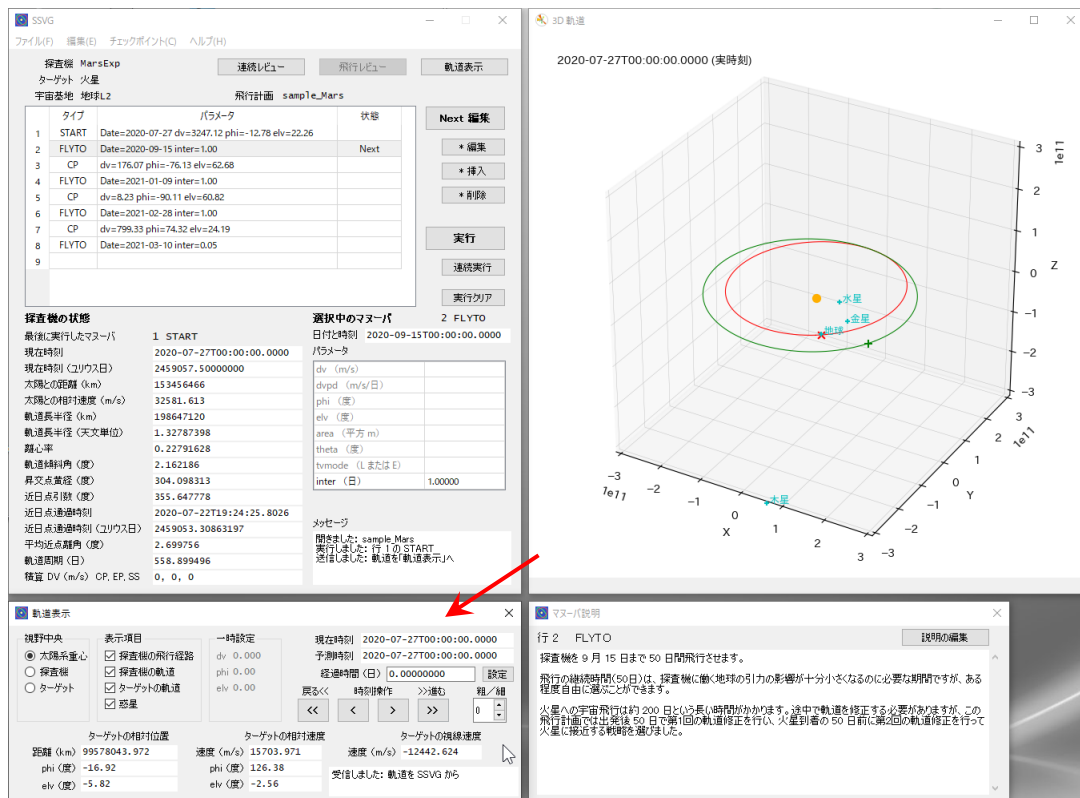 SSVG
ファイル(F) 編集(E) チェックポイント(C) ヘルプ(H)
探査機 MarsExp
ターゲット 火星
宇宙基地 地球L2
連続レビュー 飛行レビュー 軌道表示
飛行計画 sample_Mars
タイプ パラメータ 状態
1 START Date=2020-07-27 dv=3247.12 phi=-12.78 elv=22.26
2 FLYTO Date=2020-09-15 inter=1.00 Next
3 CP dv=176.07 phi=-76.13 elv=62.68
4 FLYTO Date=2021-01-09 inter=1.00
5 CP dv=8.23 phi=-90.11 elv=60.82
6 FLYTO Date=2021-02-28 inter=1.00
7 CP dv=799.33 phi=74.32 elv=24.19
8 FLYTO Date=2021-03-10 inter=0.05
9
Next 編集
* 編集
* 挿入
* 削除
実行
連続実行
実行クリア
探査機の状態
最後に実行したマヌーバ 1 START
現在時刻 2020-07-27T00:00:00.0000
現在時刻 (ユリウス日) 2459057.50000000
太陽との距離 (km) 153456466
太陽との相対速度 (m/s) 32581.613
軌道長半径 (km) 198647120
軌道長半径 (天文単位) 1.32787398
離心率 0.22791628
軌道傾斜角 (度) 2.162186
昇交点黄経 (度) 304.098313
近日点引数 (度) 355.647778
近日点通過時刻 2020-07-22T19:24:25.8026
近日点通過時刻 (ユリウス日) 2459053.30863197
平均近点離角 (度) 2.699756
軌道周期 (日) 558.899496
積算 DV (m/s) CP, EP, SS 0, 0, 0
選択中のマヌーバ 2 FLYTO
日付と時刻 2020-09-15T00:00:00.0000
パラメータ
dv (m/s)
dvpd (m/s/日)
phi (度)
elv (度)
area (平方 m)
theta (度)
tvmode (L または E)
inter (日) 1.00000
メッセージ
開きました: sample_Mars
実行しました: 行 1 の START
送信しました: 軌道を「軌道表示」へ
3D 軌道
2020-07-27T00:00:00.0000 (実時刻)
水星
金星
地球
木星
3
2
1
0
−1
−2
−3
1e11
Z
−3
−2
−1
0
1
2
3
1e11
X
−3
−2
−1
0
1
2
3
1e11
Y
軌道表示
視野中央
太陽系重心
探査機
ターゲット
表示項目
探査機の飛行経路
探査機の軌道
ターゲットの軌道
惑星
一時設定
dv 0.000
phi 0.00
elv 0.00
現在時刻 2020-07-27T00:00:00.0000
予測時刻 2020-07-27T00:00:00.0000
経過時間 (日) 0.00000000 設定
戻る<< 時刻操作 >>進む 粗/細
<< < > >> 0
ターゲットの相対位置
距離 (km) 99578043.972
phi (度) -16.92
elv (度) -5.82
ターゲットの相対速度
速度 (m/s) 15703.971
phi (度) 126.38
elv (度) -2.56
ターゲットの視線速度
速度 (m/s) -12442.624
受信しました: 軌道を SSVG から
マヌーバ説明
行 2 FLYTO 説明の編集
探査機を 9 月 15 日まで 50 日間飛行させます。
飛行の継続時間(50日)は、探査機に働く地球の引力の影響が十分小さくなるのに必要な期間ですが、ある
程度自由に選ぶことができます。
火星への宇宙飛行は約 200 日という長い時間がかかります。途中で軌道を修正する必要がありますが、この
飛行計画では出発後 50 日で第1回の軌道修正を行い、火星到着の 50 日前に第2回の軌道修正を行って
火星に接近する戦略を選びました。